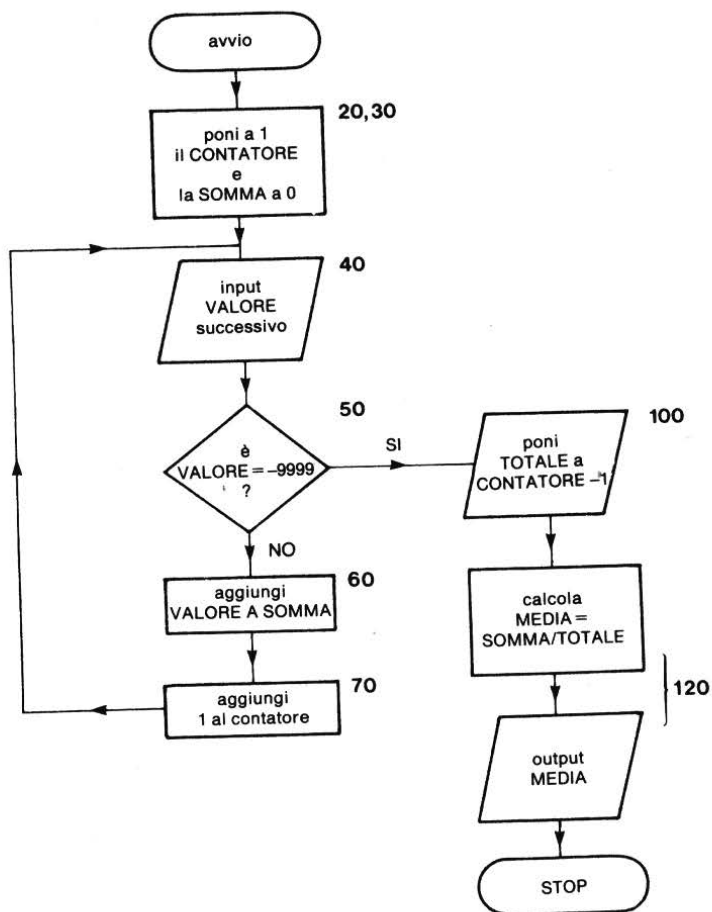 avvio
20,30
poni a 1
il CONTATORE
e
la SOMMA a 0
40
input
VALORE
successivo
50
è
VALORE = –9999
?
SI
NO
60
aggiungi
VALORE A SOMMA
70
aggiungi
1 al contatore
100
poni
TOTALE a
CONTATORE –1
calcola
MEDIA =
SOMMA/TOTALE
120
output
MEDIA
STOP